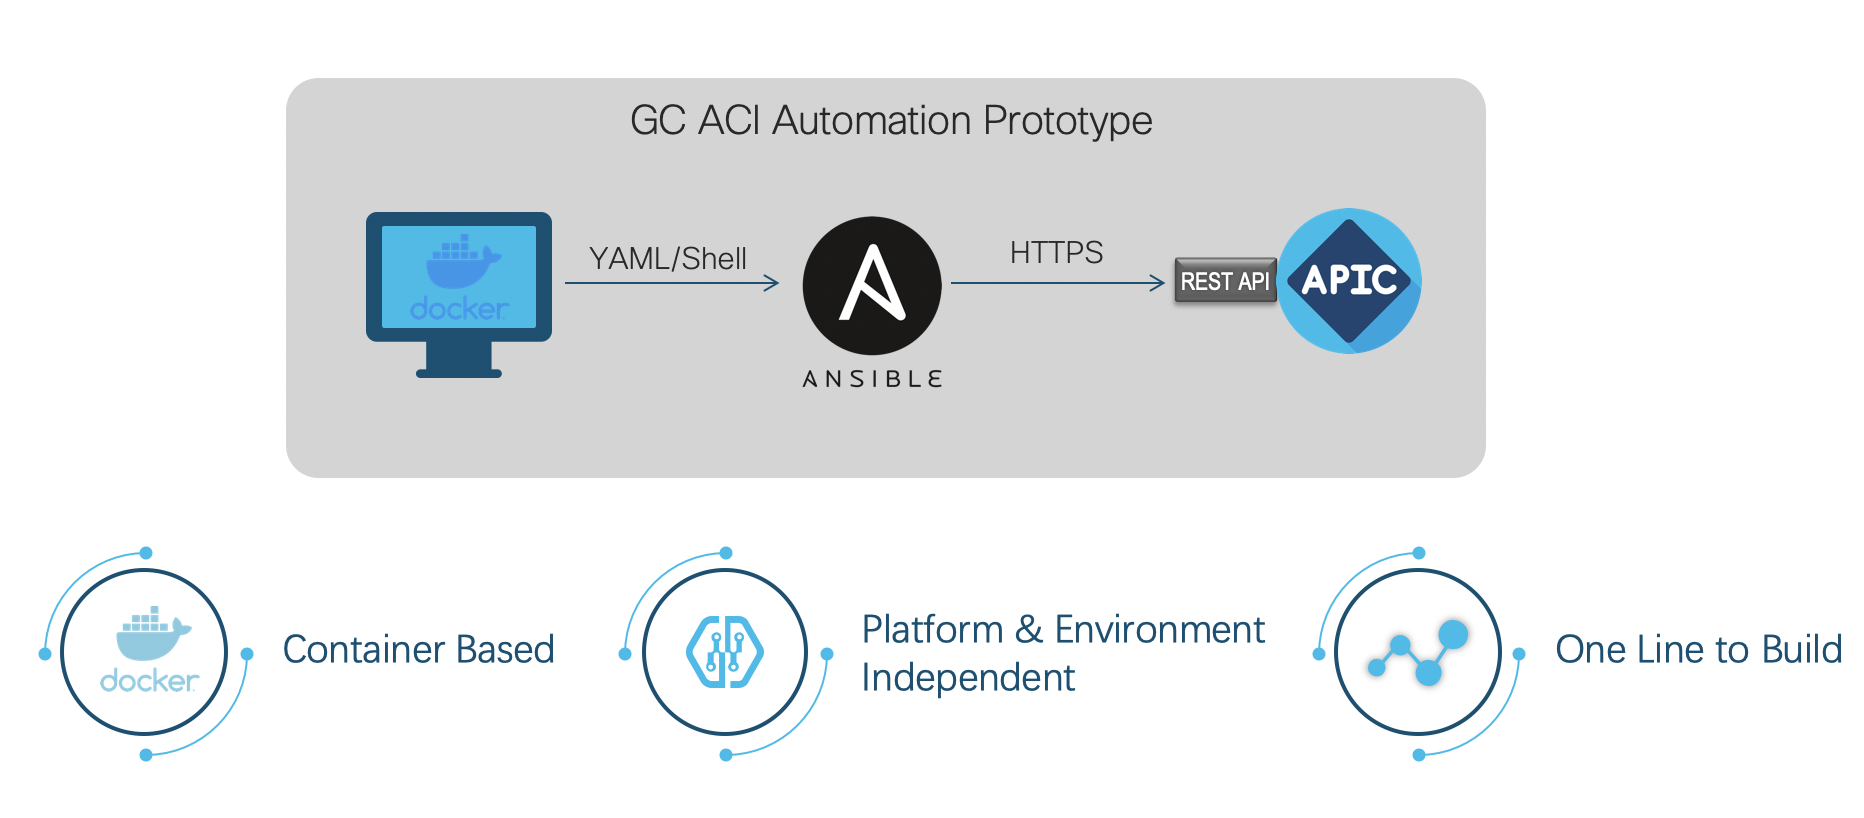 GC ACI Automation Prototype
docker
YAML/Shell
ANSIBLE
HTTPS
REST API
APIC
docker
Container Based
Platform & Environment
Independent
One Line to Build